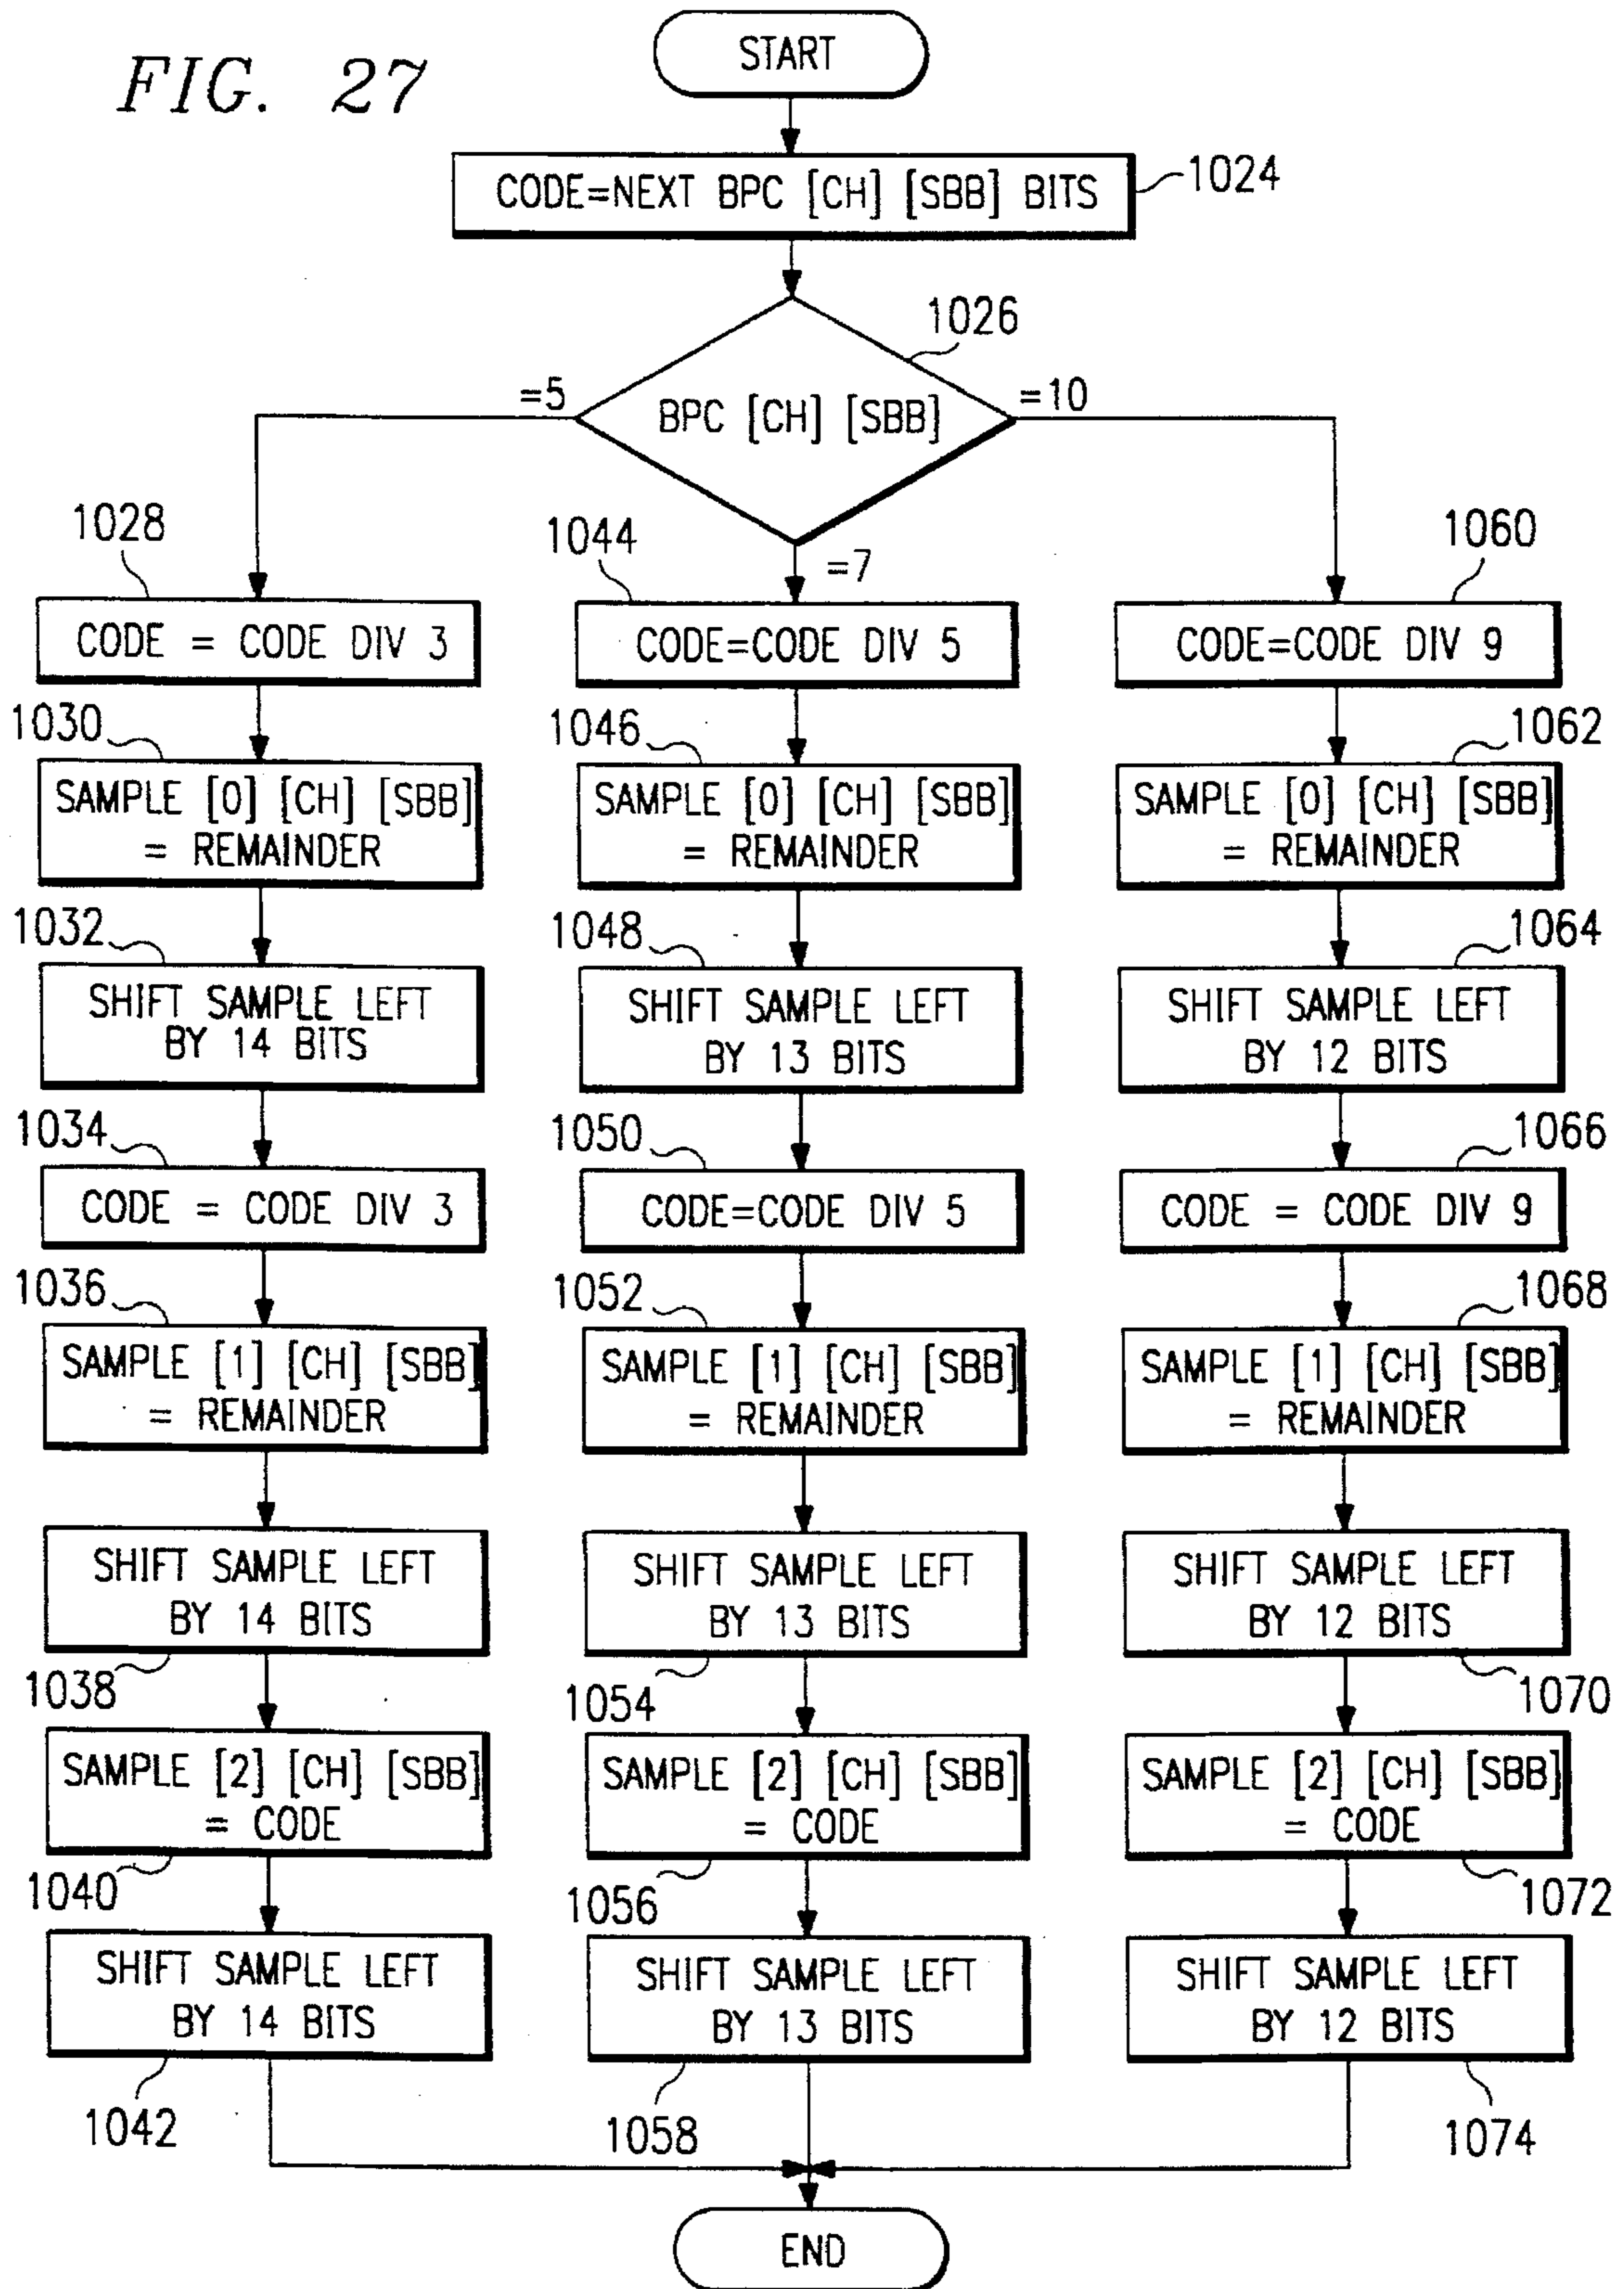 FIG. 27
START
CODE=NEXT BPC [CH] [SBB] BITS
1024
1026
BPC [CH] [SBB]
=5
=10
=7
1028
CODE = CODE DIV 3
1030
SAMPLE [0] [CH] [SBB]
= REMAINDER
1032
SHIFT SAMPLE LEFT
BY 14 BITS
1034
CODE = CODE DIV 3
1036
SAMPLE [1] [CH] [SBB]
= REMAINDER
SHIFT SAMPLE LEFT
BY 14 BITS
1038
SAMPLE [2] [CH] [SBB]
= CODE
1040
SHIFT SAMPLE LEFT
BY 14 BITS
1042
1044
CODE=CODE DIV 5
1046
SAMPLE [0] [CH] [SBB]
= REMAINDER
1048
SHIFT SAMPLE LEFT
BY 13 BITS
1050
CODE=CODE DIV 5
1052
SAMPLE [1] [CH] [SBB]
= REMAINDER
SHIFT SAMPLE LEFT
BY 13 BITS
1054
SAMPLE [2] [CH] [SBB]
= CODE
1056
SHIFT SAMPLE LEFT
BY 13 BITS
1058
1060
CODE=CODE DIV 9
1062
SAMPLE [0] [CH] [SBB]
= REMAINDER
1064
SHIFT SAMPLE LEFT
BY 12 BITS
1066
CODE = CODE DIV 9
1068
SAMPLE [1] [CH] [SBB]
= REMAINDER
SHIFT SAMPLE LEFT
BY 12 BITS
1070
SAMPLE [2] [CH] [SBB]
= CODE
1072
SHIFT SAMPLE LEFT
BY 12 BITS
1074
END